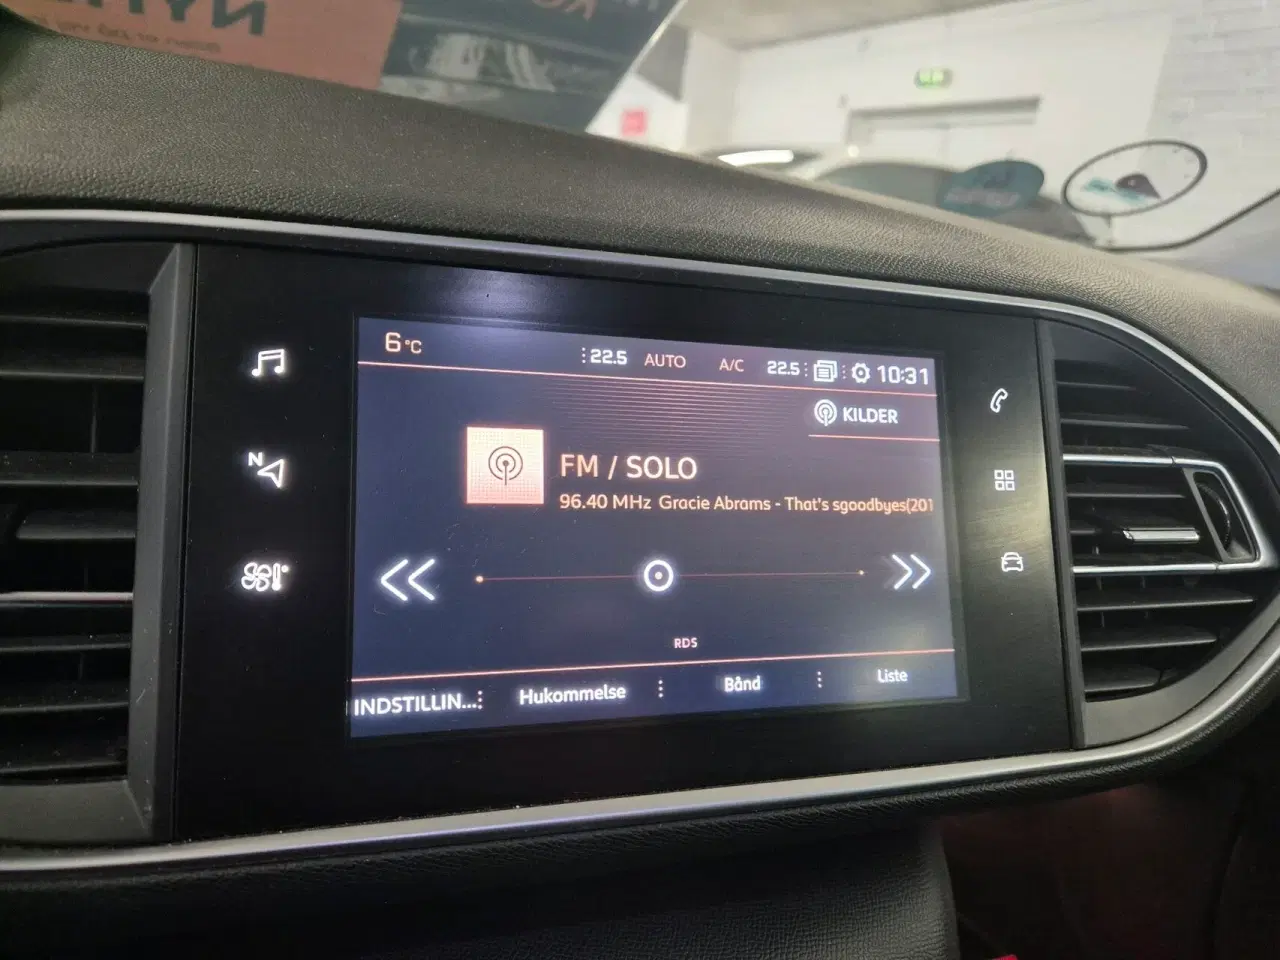 6°C
22.5 AUTO A/C 22.5 10:31
KILDER
FM / SOLO
96.40 MHz Gracie Abrams - That's sgoodbyes(201
N
RDS
INDSTILLIN... Hukommelse Bånd Liste